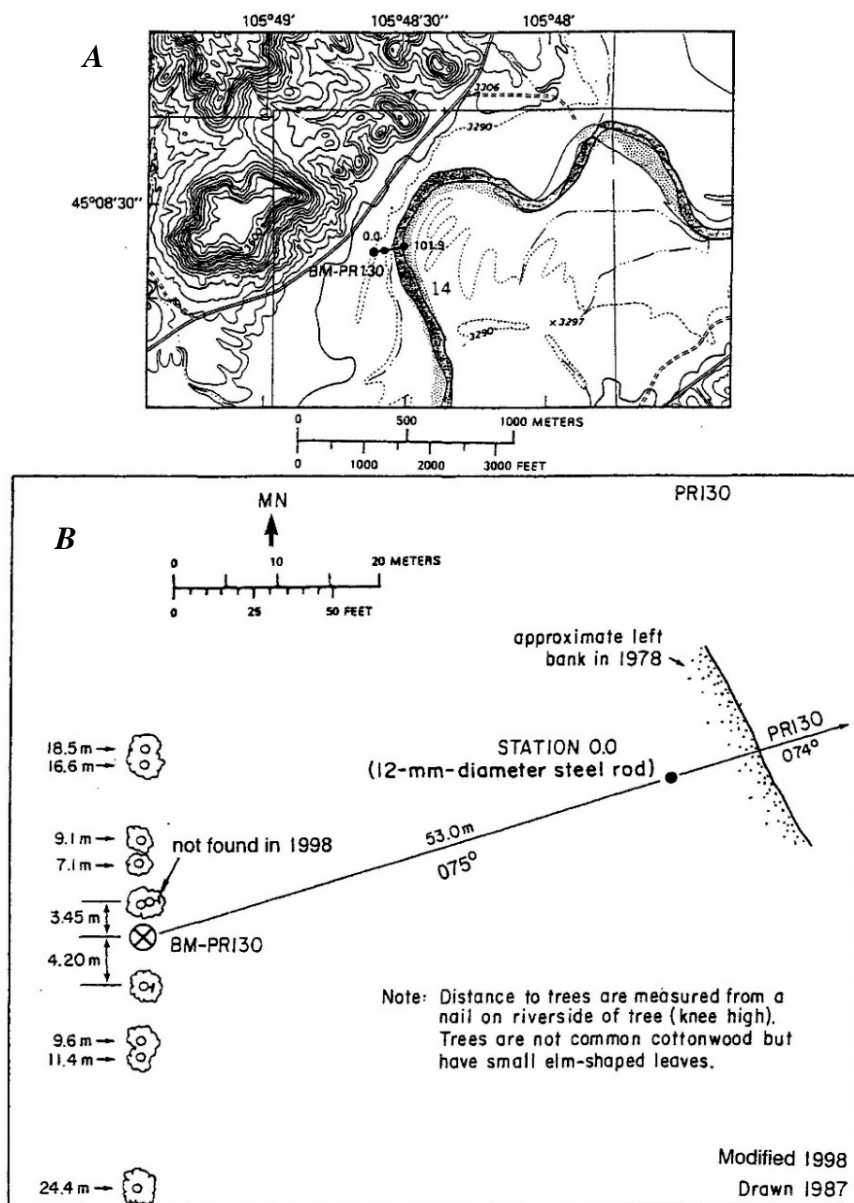 A
105°49'
105°48'30"
105°48'
3306
3290
45°08'30"
0.0
101.9
BM-PR130
14
3290
x 3297
0 500 1000 METERS
0 1000 2000 3000 FEET
PR130
MN
B
0 10 20 METERS
0 25 50 FEET
approximate left
bank in 1978
PR130
074°
STATION 0.0
(12-mm-diameter steel rod)
18.5 m
16.6 m
53.0m
075°
9.1 m
7.1 m
not found in 1998
3.45 m
BM-PR130
4.20 m
Note: Distance to trees are measured from a
nail on riverside of tree (knee high).
Trees are not common cottonwood but
have small elm-shaped leaves.
9.6 m
11.4 m
24.4 m
Modified 1998
Drawn 1987